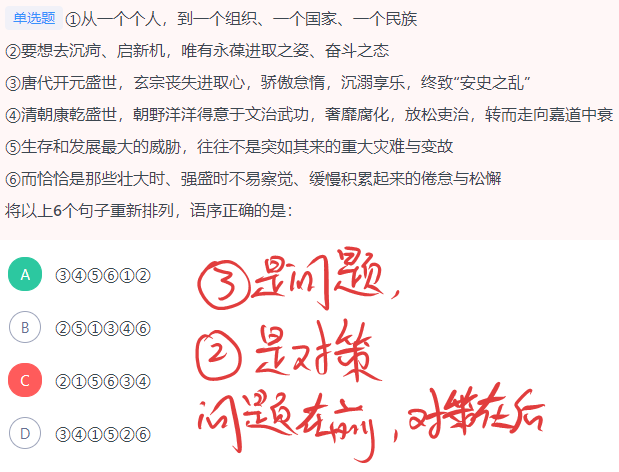 单选题 ①从一个个人，到一个组织、一个国家、一个民族
②要想去沉疴、启新机，唯有永葆进取之姿、奋斗之态
③唐代开元盛世，玄宗丧失进取心，骄傲怠惰，沉溺享乐，终致“安史之乱”
④清朝康乾盛世，朝野洋洋得意于文治武功，奢靡腐化，放松吏治，转而走向嘉道中衰
⑤生存和发展最大的威胁，往往不是突如其来的重大灾难与变故
⑥而恰恰是那些壮大时、强盛时不易察觉、缓慢积累起来的倦怠与松懈
将以上6个句子重新排列，语序正确的是：
A ③④⑤⑥①②
B ②⑤①③④⑥
C ②①⑤⑥③④
D ③④①⑤②⑥
③是问题，
②是对策
问题在前，对策在后